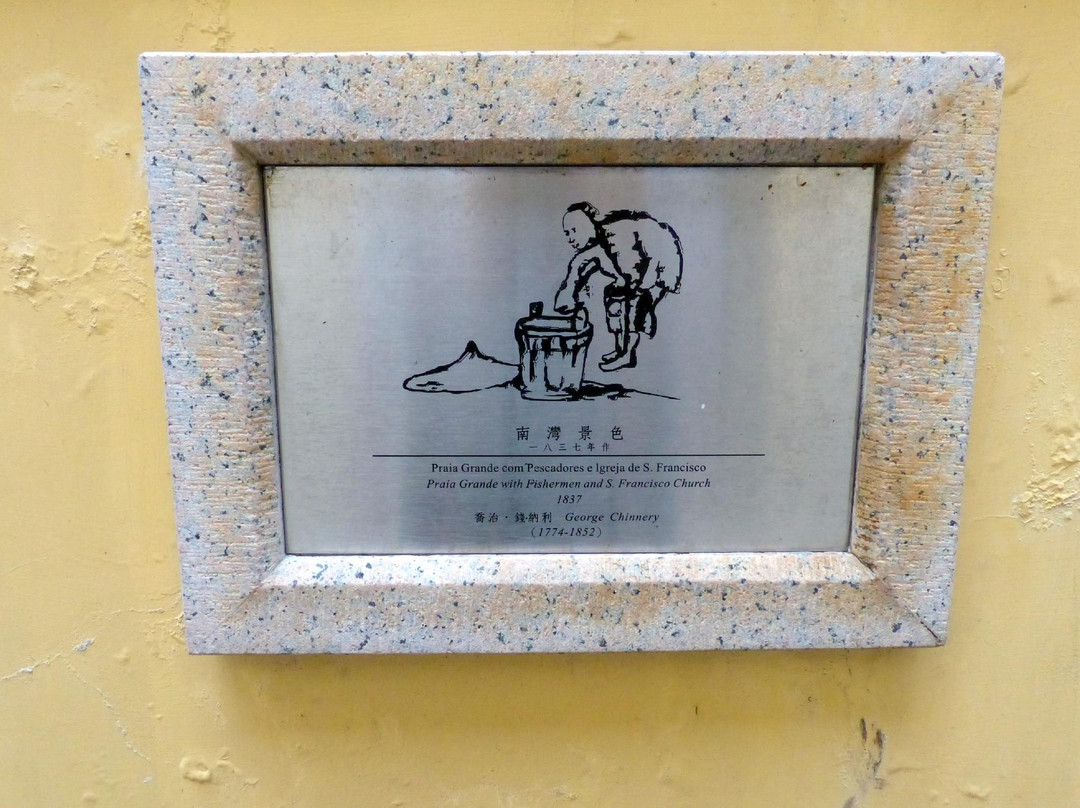 南灣景色
一八三七年作
Praia Grande com Pescadores e Igreja de S. Francisco
Praia Grande with Fishermen and S. Francisco Church
1837
喬治·錢納利 George Chinnery
(1774-1852)